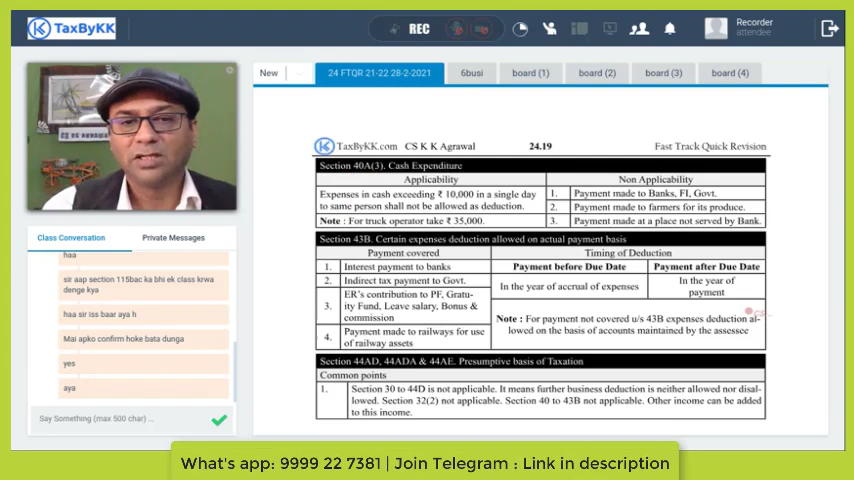 TaxByKK
REC
Recorder
attendee
New
24 FTQR 21-22 28-2-2021
6busi
board (1)
board (2)
board (3)
board (4)
TaxByKK.com CS K K Agrawal 24.19 Fast Track Quick Revision
Section 40A(3). Cash Expenditure
Applicability
Non Applicability
Expenses in cash exceeding ₹ 10,000 in a single day
to same person shall not be allowed as deduction.
Note : For truck operator take ₹ 35,000.
1. Payment made to Banks, FI, Govt.
2. Payment made to farmers for its produce.
3. Payment made at a place not served by Bank.
Section 43B. Certain expenses deduction allowed on actual payment basis
Payment covered
Timing of Deduction
1. Interest payment to banks
2. Indirect tax payment to Govt.
3. ER's contribution to PF, Gratu-
ity Fund, Leave salary, Bonus &
commission
4. Payment made to railways for use
of railway assets
Payment before Due Date
Payment after Due Date
In the year of accrual of expenses
In the year of
payment
Note : For payment not covered u/s 43B expenses deduction al-
lowed on the basis of accounts maintained by the assessee
Section 44AD, 44ADA & 44AE. Presumptive basis of Taxation
Common points
1. Section 30 to 44D is not applicable. It means further business deduction is neither allowed nor disal-
lowed. Section 32(2) not applicable. Section 40 to 43B not applicable. Other income can be added
to this income.
Class Conversation
Private Messages
haa
sir aap section 115bac ka bhi ek class krwa
denge kya
haa sir iss baar aya h
Mai apko confirm hoke bata dunga
yes
aya
Say Something (max 500 char) ...
What's app: 9999 22 7381 | Join Telegram : Link in description